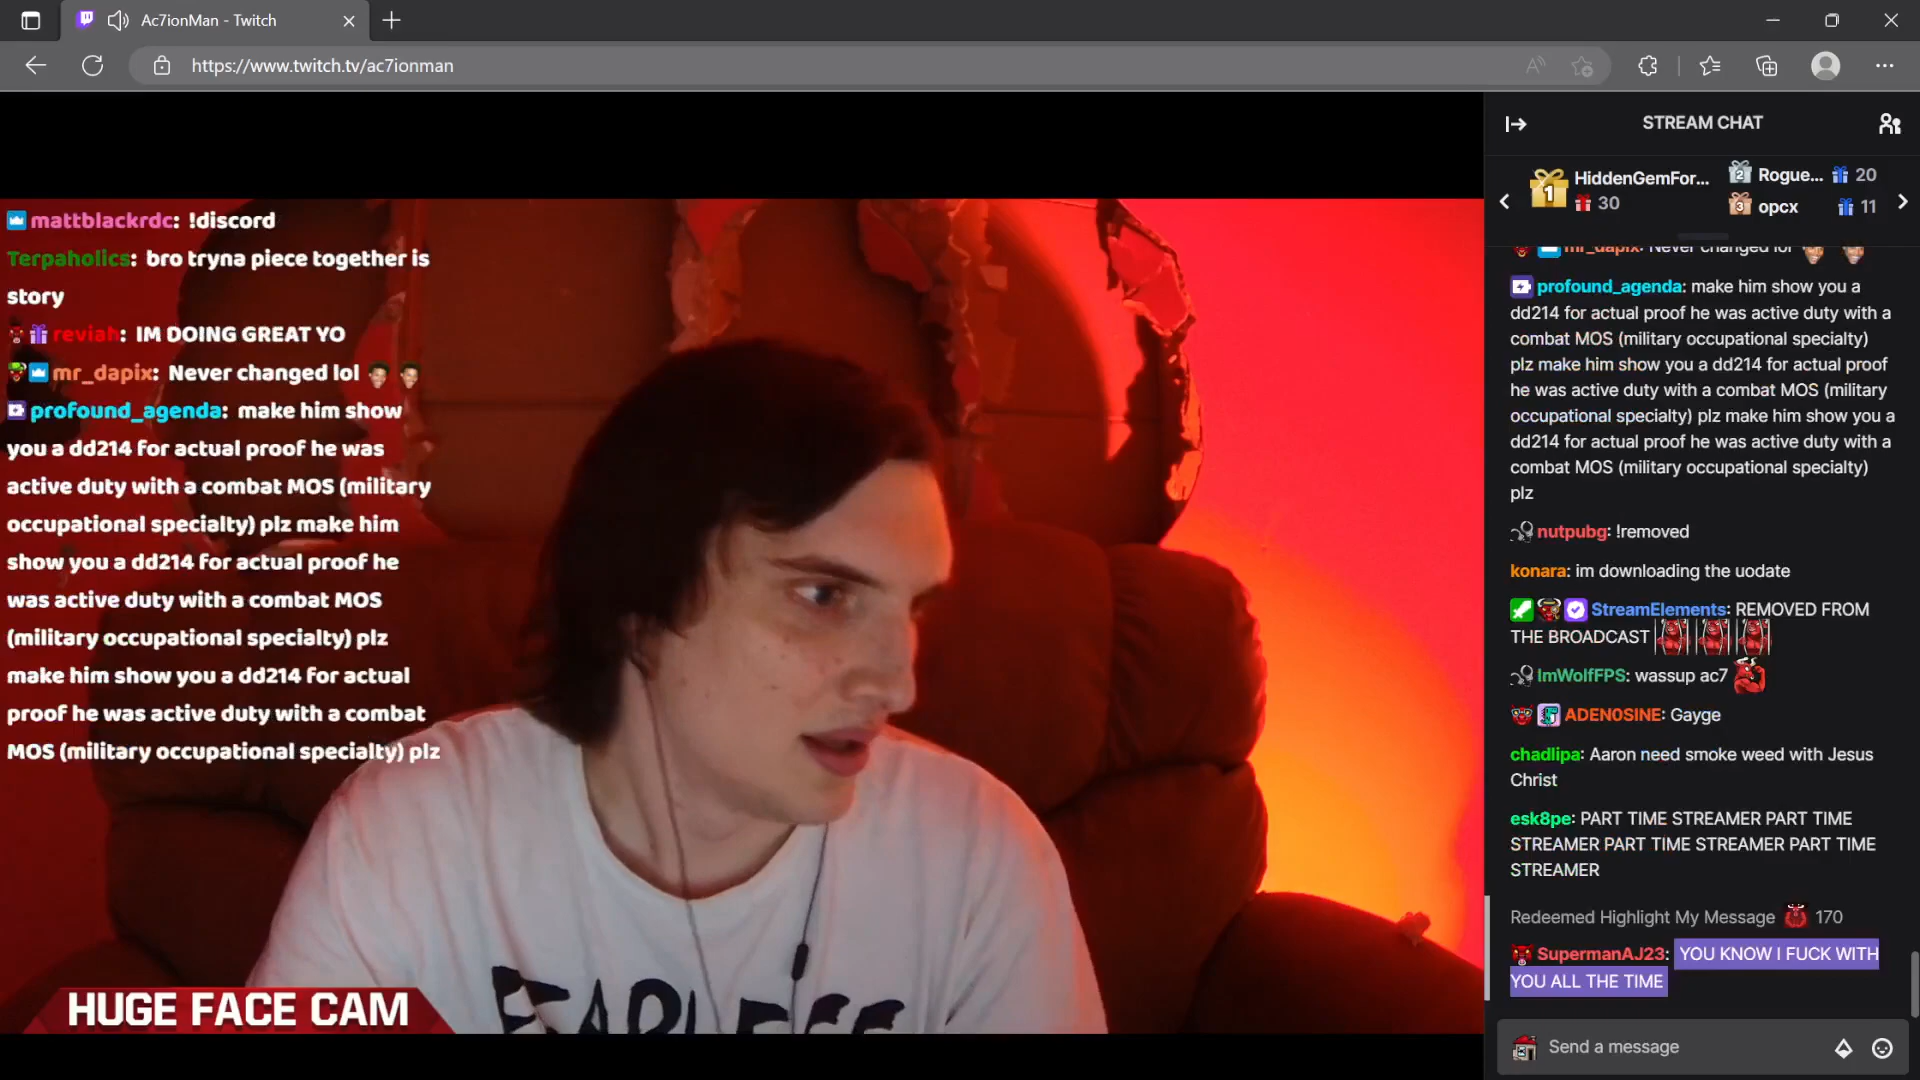 Ac7ionMan - Twitch
https://www.twitch.tv/ac7ionman
mattblackrdc: !discord
Terpaholics: bro tryna piece together is
story
reviah: IM DOING GREAT YO
mr_dapix: Never changed lol
profound_agenda: make him show
you a dd214 for actual proof he was
active duty with a combat MOS (military
occupational specialty) plz make him
show you a dd214 for actual proof he
was active duty with a combat MOS
(military occupational specialty) plz
make him show you a dd214 for actual
proof he was active duty with a combat
MOS (military occupational specialty) plz
FEARLESS
HUGE FACE CAM
STREAM CHAT
1 HiddenGemFor...
30
2 Rogue... 20
3 opcx 11
mr_dapix: Never changed lol
profound_agenda: make him show you a
dd214 for actual proof he was active duty with a
combat MOS (military occupational specialty)
plz make him show you a dd214 for actual proof
he was active duty with a combat MOS (military
occupational specialty) plz make him show you a
dd214 for actual proof he was active duty with a
combat MOS (military occupational specialty)
plz
nutpubg: !removed
konara: im downloading the uodate
StreamElements: REMOVED FROM
THE BROADCAST
ImWolfFPS: wassup ac7
ADEN0SINE: Gayge
chadlipa: Aaron need smoke weed with Jesus
Christ
esk8pe: PART TIME STREAMER PART TIME
STREAMER PART TIME STREAMER PART TIME
STREAMER
Redeemed Highlight My Message 170
SupermanAJ23: YOU KNOW I FUCK WITH
YOU ALL THE TIME
Send a message